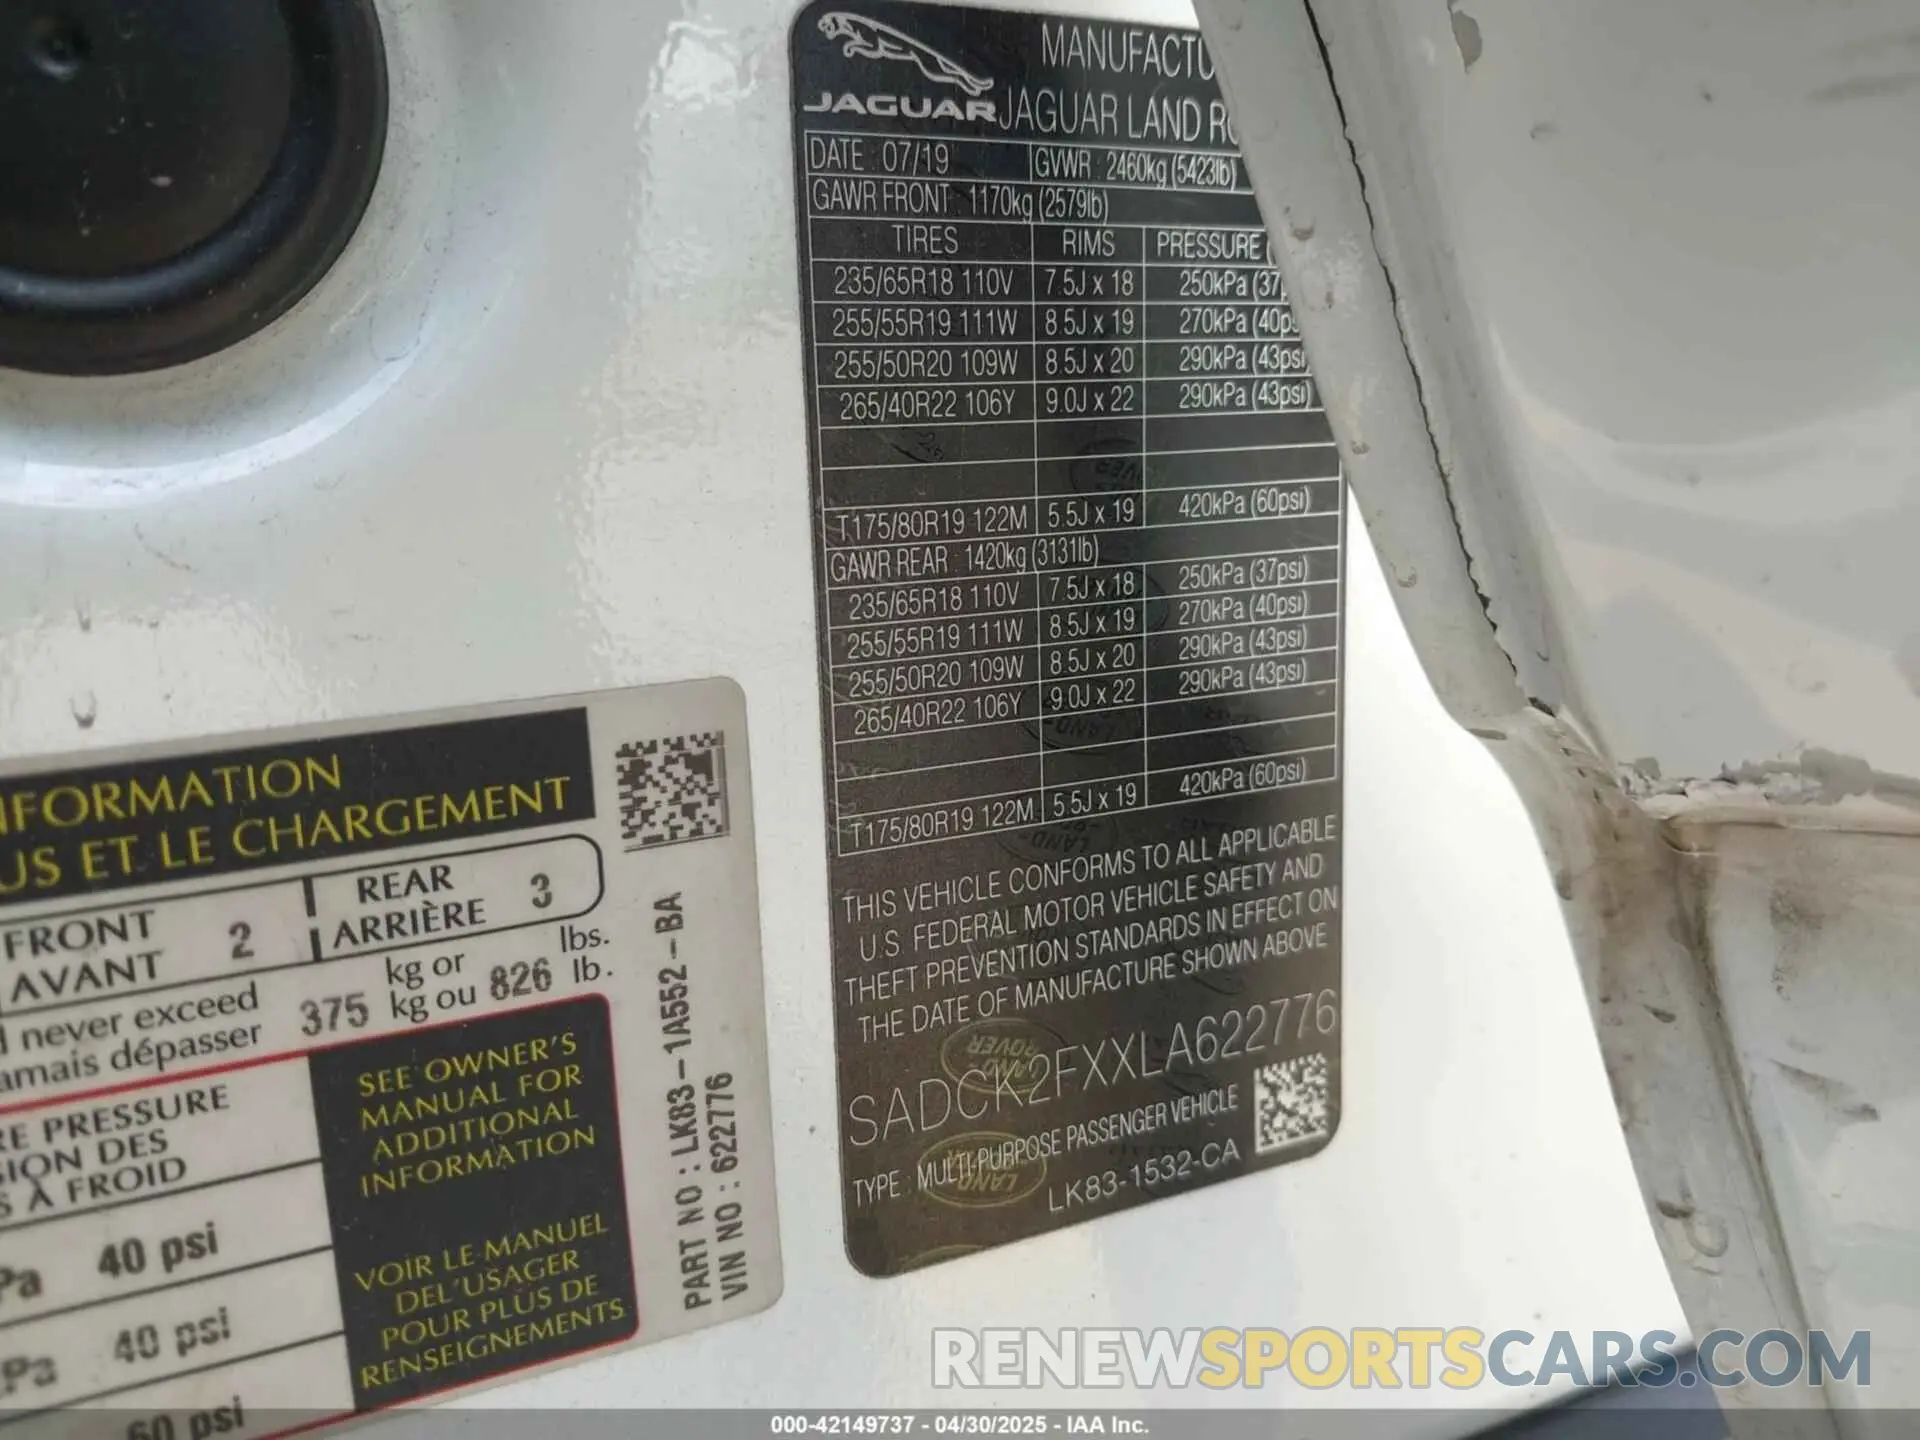 JAGUAR
MANUFACTU
JAGUAR LAND RO
DATE : 07/19 GVWR : 2460kg (5423lb)
GAWR FRONT : 1170kg (2579lb)
TIRES RIMS PRESSURE (
235/65R18 110V 7.5J x 18 250kPa (37p
255/55R19 111W 8.5J x 19 270kPa (40ps
255/50R20 109W 8.5J x 20 290kPa (43psi)
265/40R22 106Y 9.0J x 22 290kPa (43psi)
T175/80R19 122M 5.5J x 19 420kPa (60psi)
GAWR REAR : 1420kg (3131lb)
235/65R18 110V 7.5J x 18 250kPa (37psi)
255/55R19 111W 8.5J x 19 270kPa (40psi)
255/50R20 109W 8.5J x 20 290kPa (43psi)
265/40R22 106Y 9.0J x 22 290kPa (43psi)
T175/80R19 122M 5.5J x 19 420kPa (60psi)
THIS VEHICLE CONFORMS TO ALL APPLICABLE
U.S. FEDERAL MOTOR VEHICLE SAFETY AND
THEFT PREVENTION STANDARDS IN EFFECT ON
THE DATE OF MANUFACTURE SHOWN ABOVE
SADCK2FXXLA622776
TYPE : MULTI-PURPOSE PASSENGER VEHICLE
LK83-1532-CA
NFORMATION
US ET LE CHARGEMENT
FRONT
AVANT 2
REAR
ARRIÈRE 3
d never exceed 375 kg or 826 lbs.
amais dépasser kg ou lb.
RE PRESSURE
SION DES
S À FROID
Pa 40 psi
Pa 40 psi
60 psi
SEE OWNER'S
MANUAL FOR
ADDITIONAL
INFORMATION
VOIR LE MANUEL
DE L'USAGER
POUR PLUS DE
RENSEIGNEMENTS
PART NO : LK83-1A552-BA
VIN NO : 622776
RENEWSPORTSCARS.COM
000-42149737 - 04/30/2025 - IAA Inc.